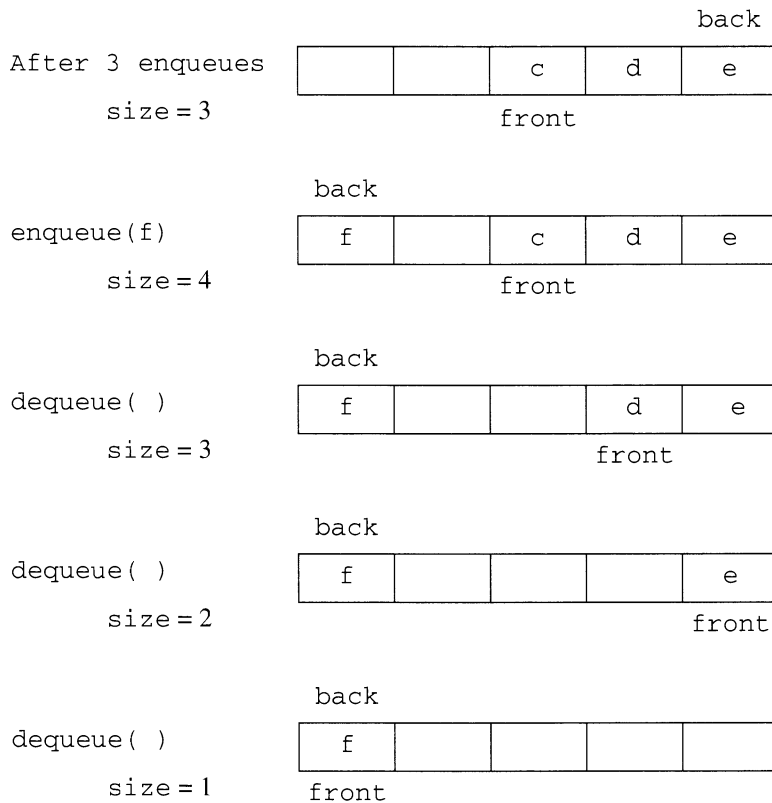 back
After 3 enqueues c d e
size = 3 front
back
enqueue(f) f c d e
size = 4 front
back
dequeue( ) f d e
size = 3 front
back
dequeue( ) f e
size = 2 front
back
dequeue( ) f
size = 1 front